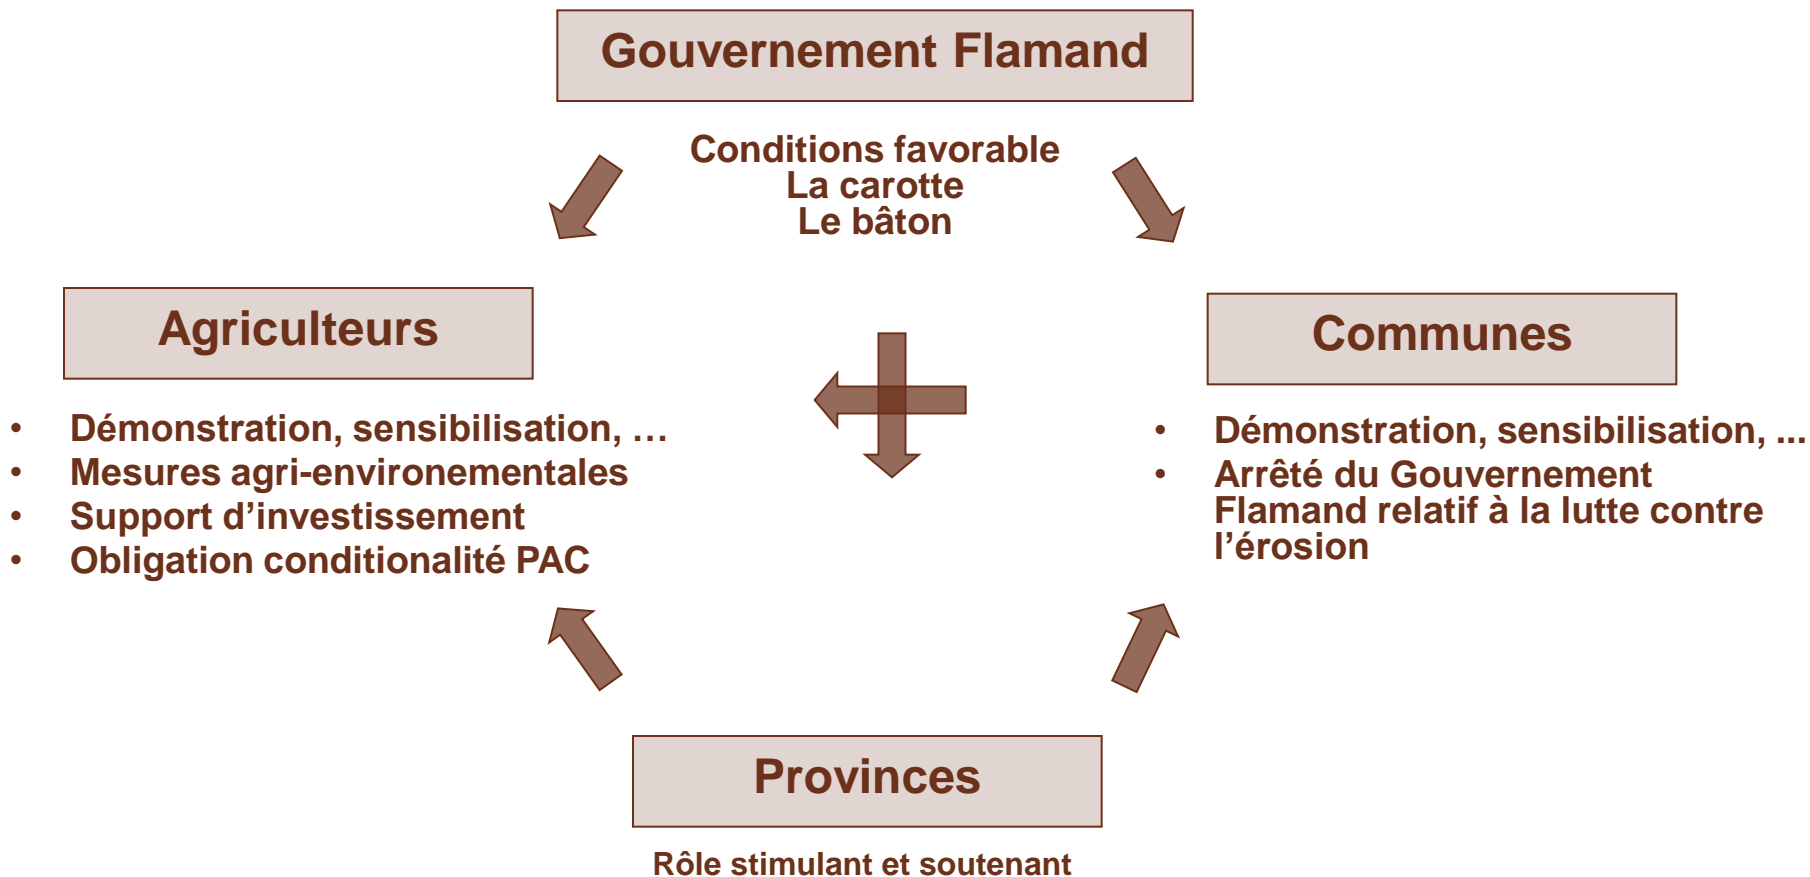 Gouvernement Flamand
Conditions favorable
La carotte
Le bâton
Agriculteurs
• Démonstration, sensibilisation, …
• Mesures agri-environementales
• Support d’investissement
• Obligation conditionalité PAC
Communes
• Démonstration, sensibilisation, ...
• Arrêté du Gouvernement
Flamand relatif à la lutte contre
l’érosion
Provinces
Rôle stimulant et soutenant